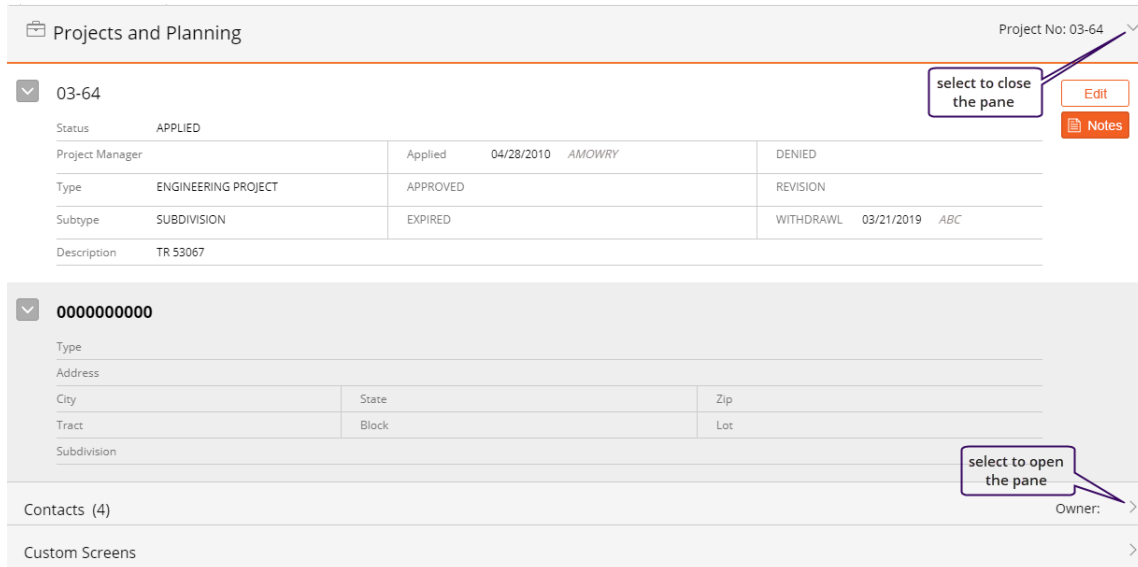 Projects and Planning Project No: 03-64
select to close
the pane
03-64 Edit
Notes
Status APPLIED
Project Manager Applied 04/28/2010 AMOWRY DENIED
Type ENGINEERING PROJECT APPROVED REVISION
Subtype SUBDIVISION EXPIRED WITHDRAWL 03/21/2019 ABC
Description TR 53067
0000000000
Type
Address
City State Zip
Tract Block Lot
Subdivision
select to open
the pane
Contacts (4) Owner:
Custom Screens